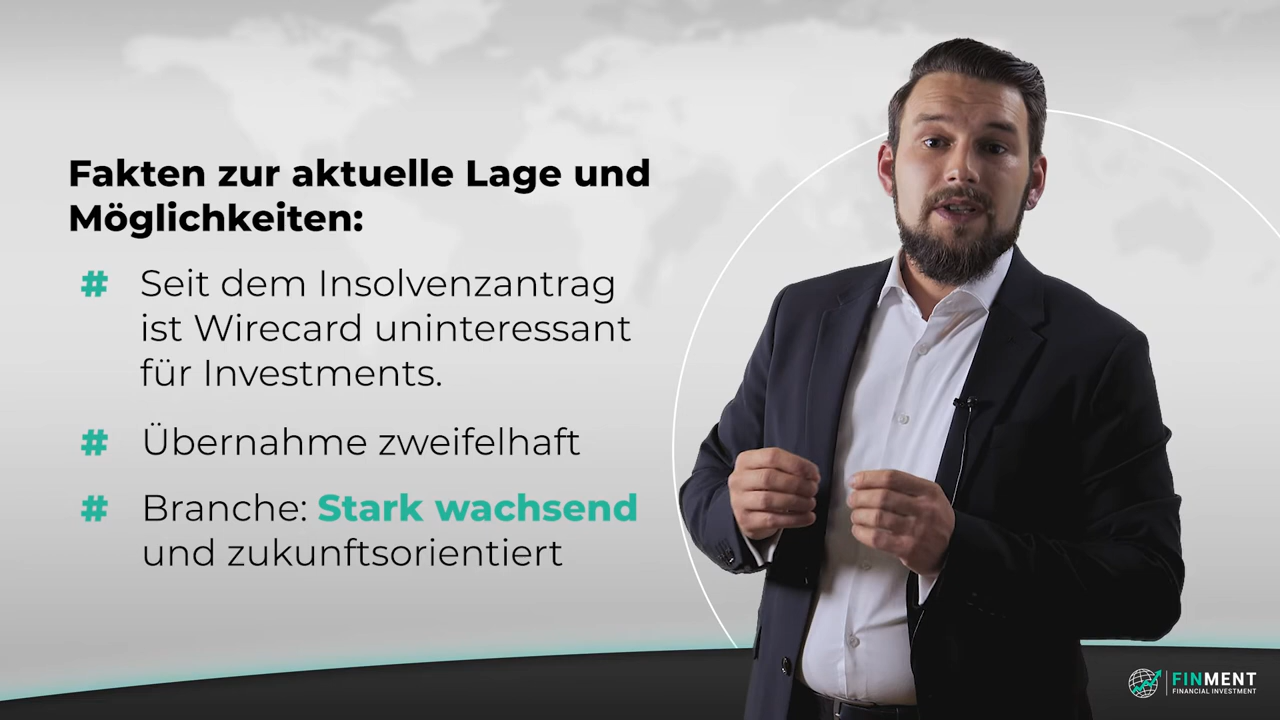 Fakten zur aktuelle Lage und
Möglichkeiten:
# Seit dem Insolvenzantrag
ist Wirecard uninteressant
für Investments.
# Übernahme zweifelhaft
# Branche: Stark wachsend
und zukunftsorientiert
FINMENT
FINANCIAL INVESTMENT